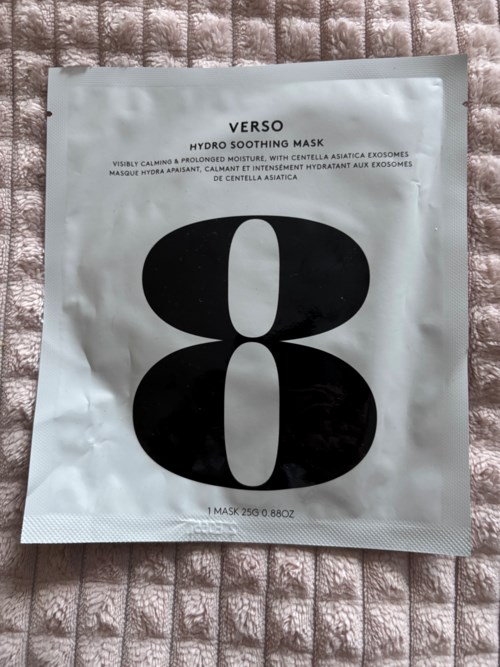 VERSO
HYDRO SOOTHING MASK
VISIBLY CALMING & PROLONGED MOISTURE, WITH CENTELLA ASIATICA EXOSOMES
MASQUE HYDRA APAISANT, CALMANT ET INTENSÉMENT HYDRATANT AUX EXOSOMES
DE CENTELLA ASIATICA
8
1 MASK 25G 0.88OZ